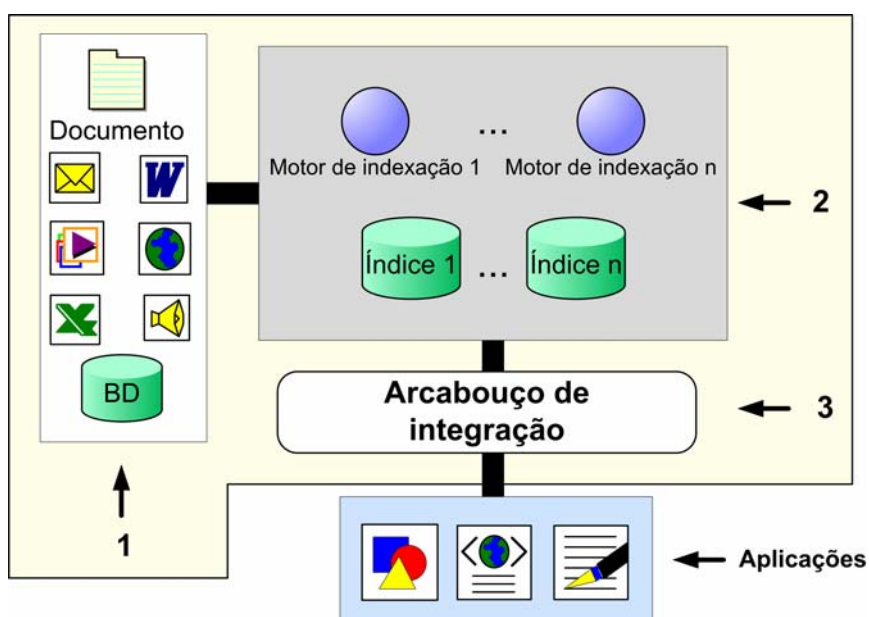 Documento
W
BD
1
Motor de indexação 1
...
Motor de indexação n
Índice 1
...
Índice n
2
Arcabouço de
integração
3
Aplicações